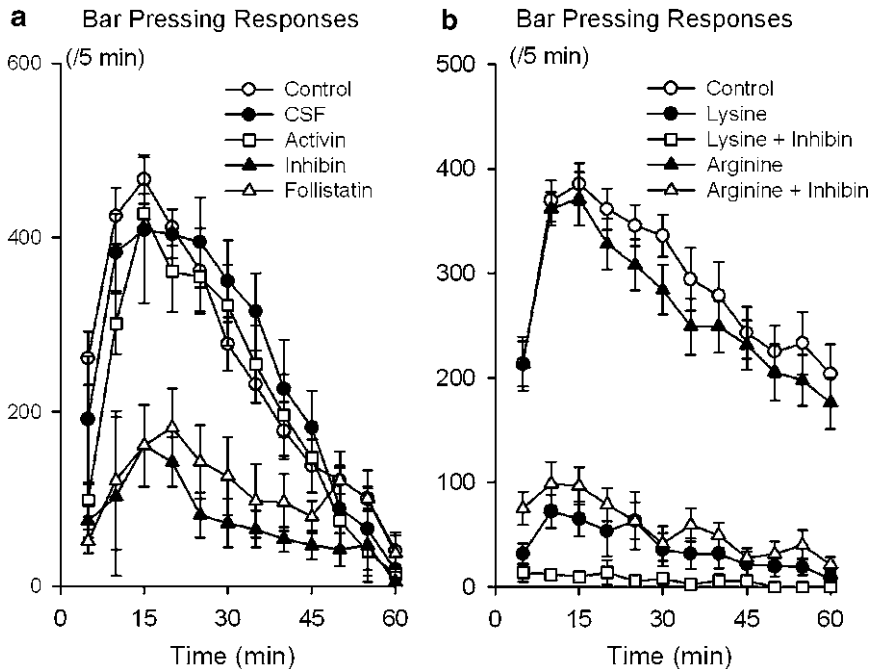 a
Bar Pressing Responses
(/5 min)
600
400
200
0
Control
CSF
Activin
Inhibin
Follistatin
0
15
30
45
60
Time (min)
b
Bar Pressing Responses
(/5 min)
500
400
300
200
100
0
Control
Lysine
Lysine + Inhibin
Arginine
Arginine + Inhibin
0
15
30
45
60
Time (min)